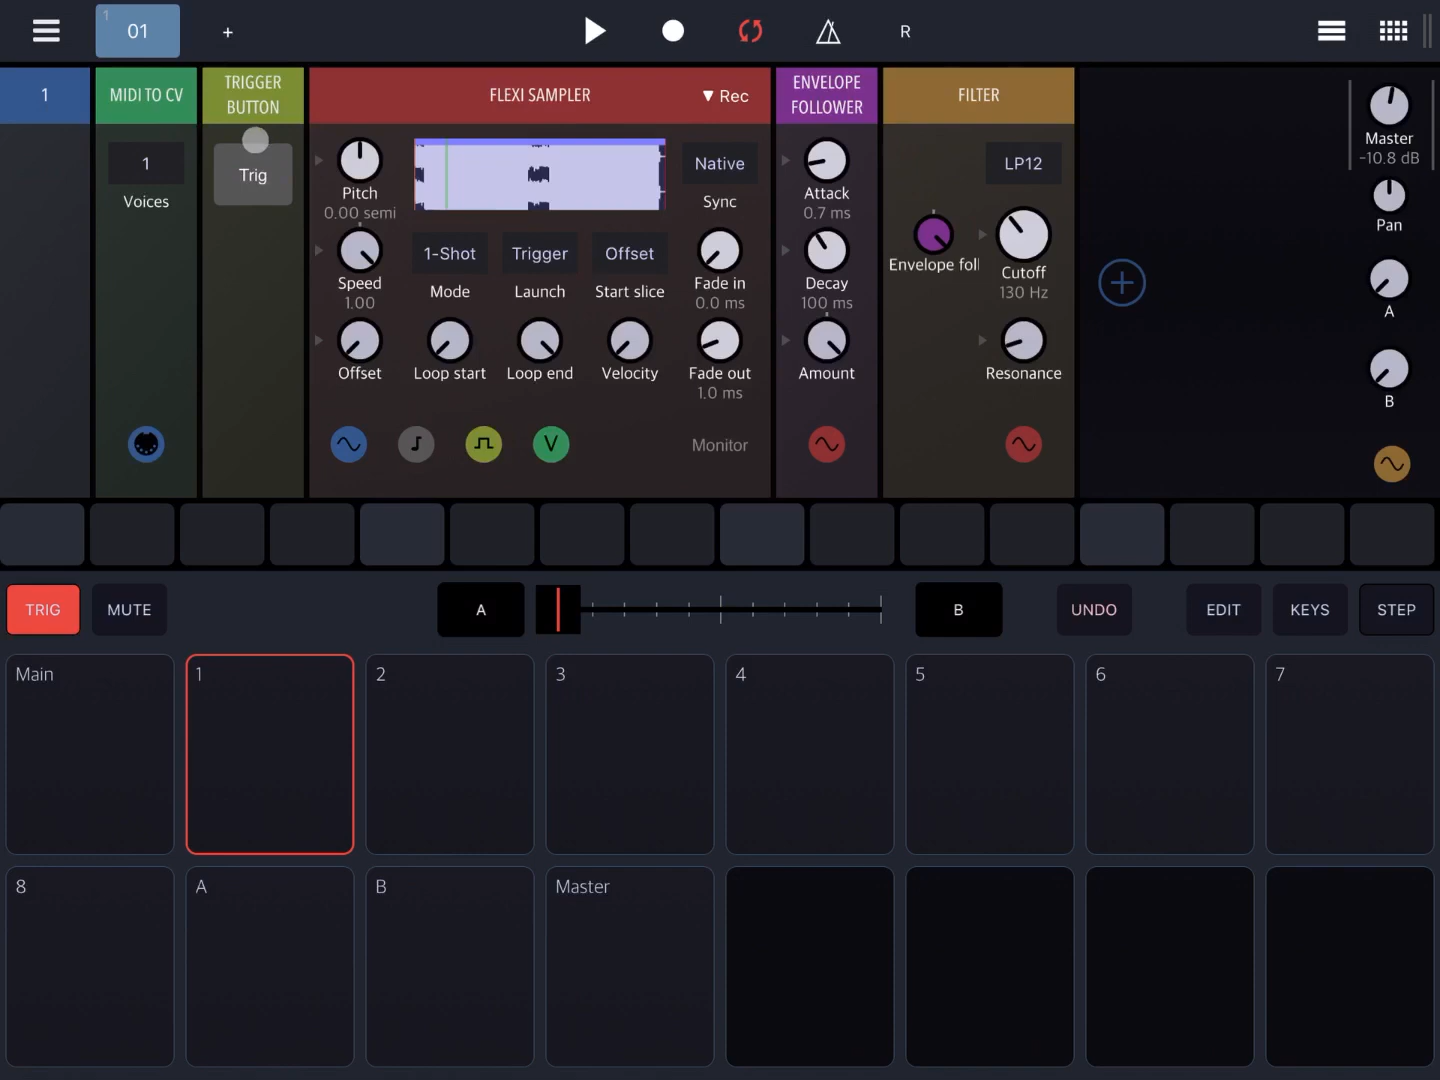 1
01
+
R
1
MIDI TO CV
TRIGGER
BUTTON
FLEXI SAMPLER
▼ Rec
ENVELOPE
FOLLOWER
FILTER
1
Voices
Trig
Pitch
0.00 semi
Native
Sync
Attack
0.7 ms
LP12
Master
-10.8 dB
Pan
Speed
1.00
1-Shot
Mode
Trigger
Launch
Offset
Start slice
Fade in
0.0 ms
Decay
100 ms
Envelope foll
Cutoff
130 Hz
A
Offset
Loop start
Loop end
Velocity
Fade out
1.0 ms
Amount
Resonance
B
V
Monitor
TRIG
MUTE
A
B
UNDO
EDIT
KEYS
STEP
Main
1
2
3
4
5
6
7
8
A
B
Master